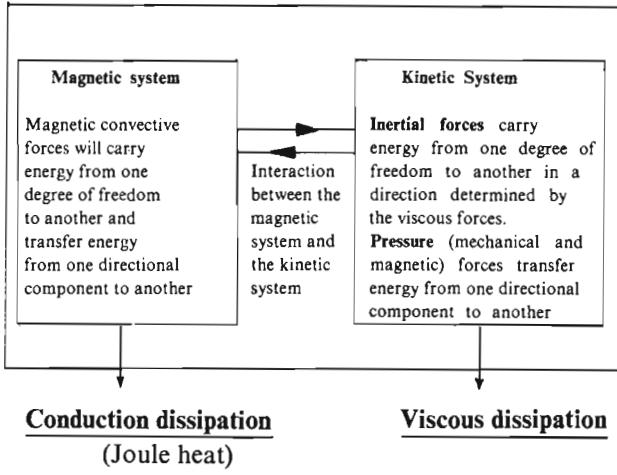 Magnetic system
Magnetic convective
forces will carry
energy from one
degree of freedom
to another and
transfer energy
from one directional
component to another
Interaction
between the
magnetic
system and
the kinetic
system
Kinetic System
Inertial forces carry
energy from one degree of
freedom to another in a
direction determined by
the viscous forces.
Pressure (mechanical and
magnetic) forces transfer
energy from one directional
component to another
Conduction dissipation
(Joule heat)
Viscous dissipation